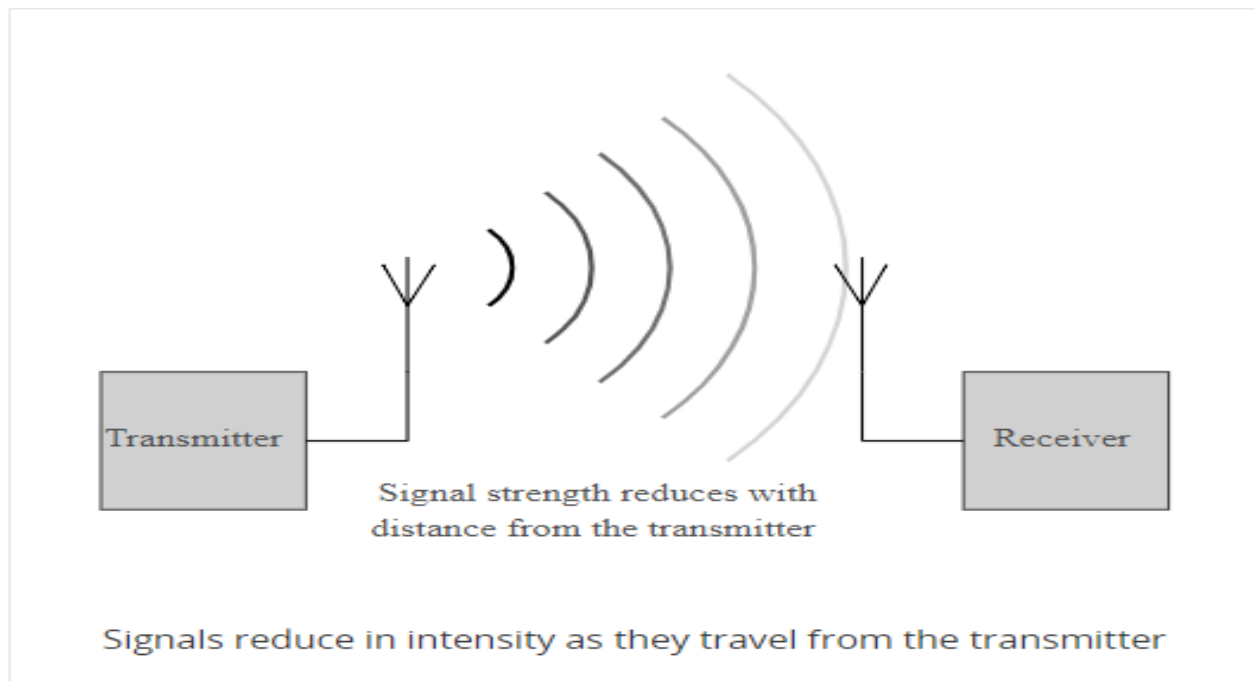 Transmitter
Receiver
Signal strength reduces with
distance from the transmitter
Signals reduce in intensity as they travel from the transmitter